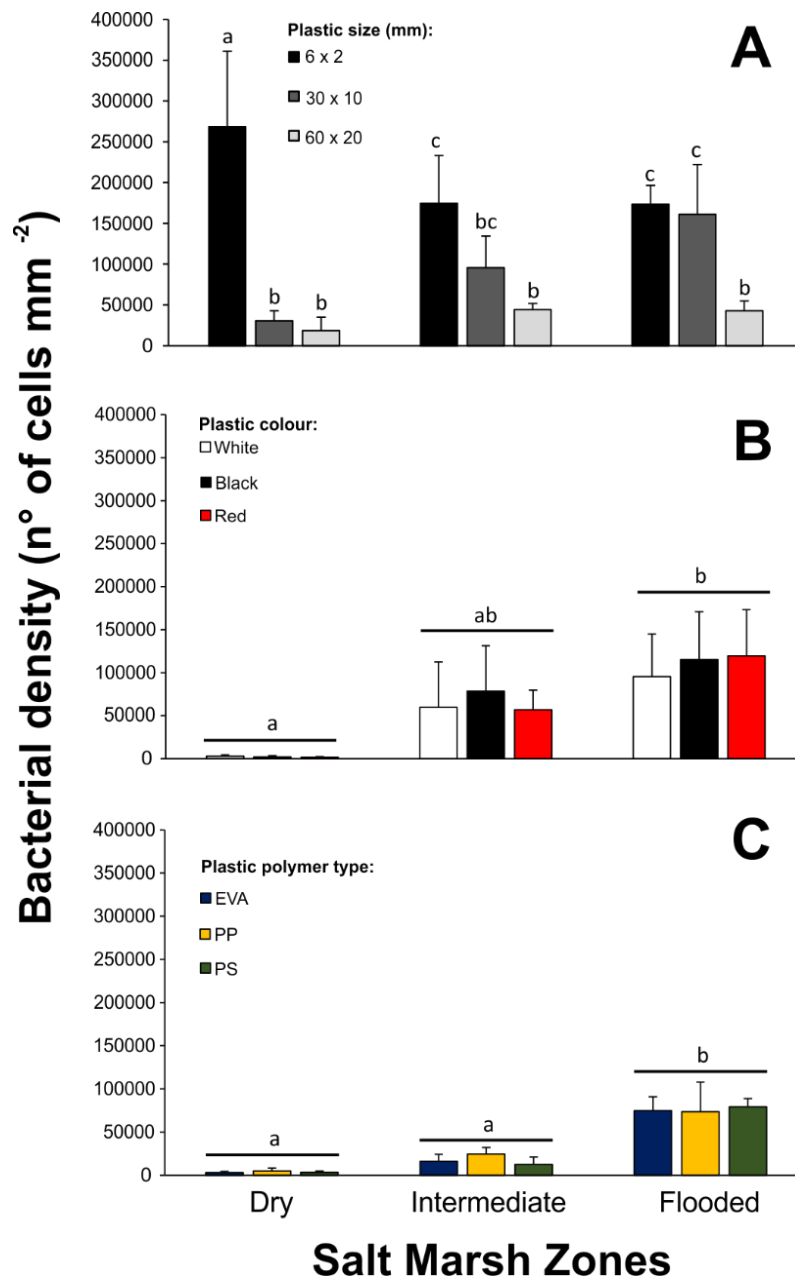 Bacterial density (n° of cells mm -2)
A
Plastic size (mm):
6 x 2
30 x 10
60 x 20
400000
350000
300000
250000
200000
150000
100000
50000
0
a
b
b
c
bc
b
c
c
b
B
Plastic colour:
White
Black
Red
400000
350000
300000
250000
200000
150000
100000
50000
0
a
ab
b
C
Plastic polymer type:
EVA
PP
PS
400000
350000
300000
250000
200000
150000
100000
50000
0
a
a
b
Dry Intermediate Flooded
Salt Marsh Zones